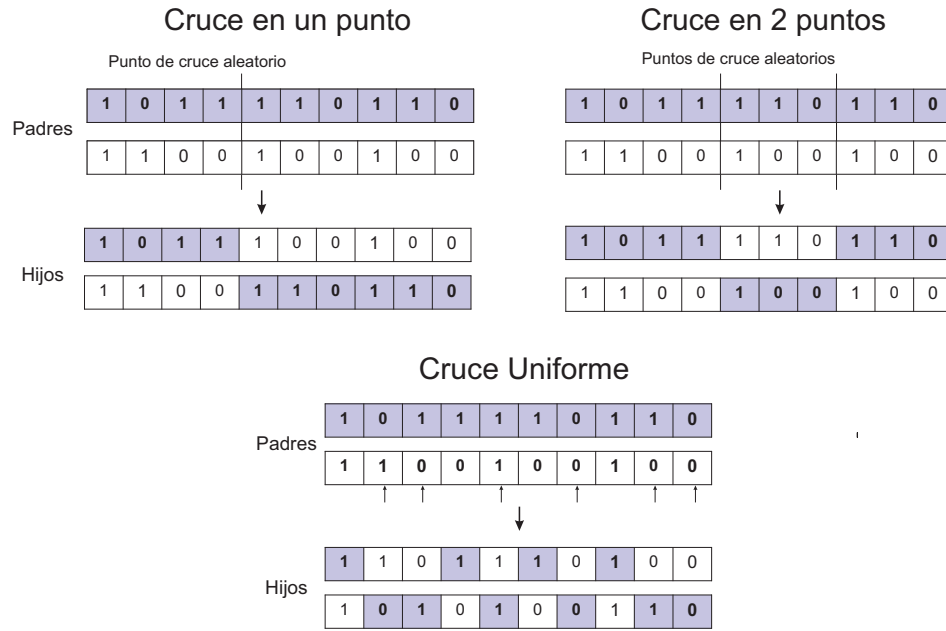 Cruce en un punto
Punto de cruce aleatorio
Padres
1 0 1 1 1 1 0 1 1 0
1 1 0 0 1 0 0 1 0 0
Hijos
1 0 1 1 1 0 0 1 0 0
1 1 0 0 1 1 0 1 1 0
Cruce en 2 puntos
Puntos de cruce aleatorios
1 0 1 1 1 1 0 1 1 0
1 1 0 0 1 0 0 1 0 0
1 0 1 1 1 1 0 1 1 0
1 1 0 0 1 0 0 1 0 0
Cruce Uniforme
Padres
1 0 1 1 1 1 0 1 1 0
1 1 0 0 1 0 0 1 0 0
Hijos
1 1 0 1 1 1 0 1 0 0
1 0 1 0 1 0 0 1 1 0